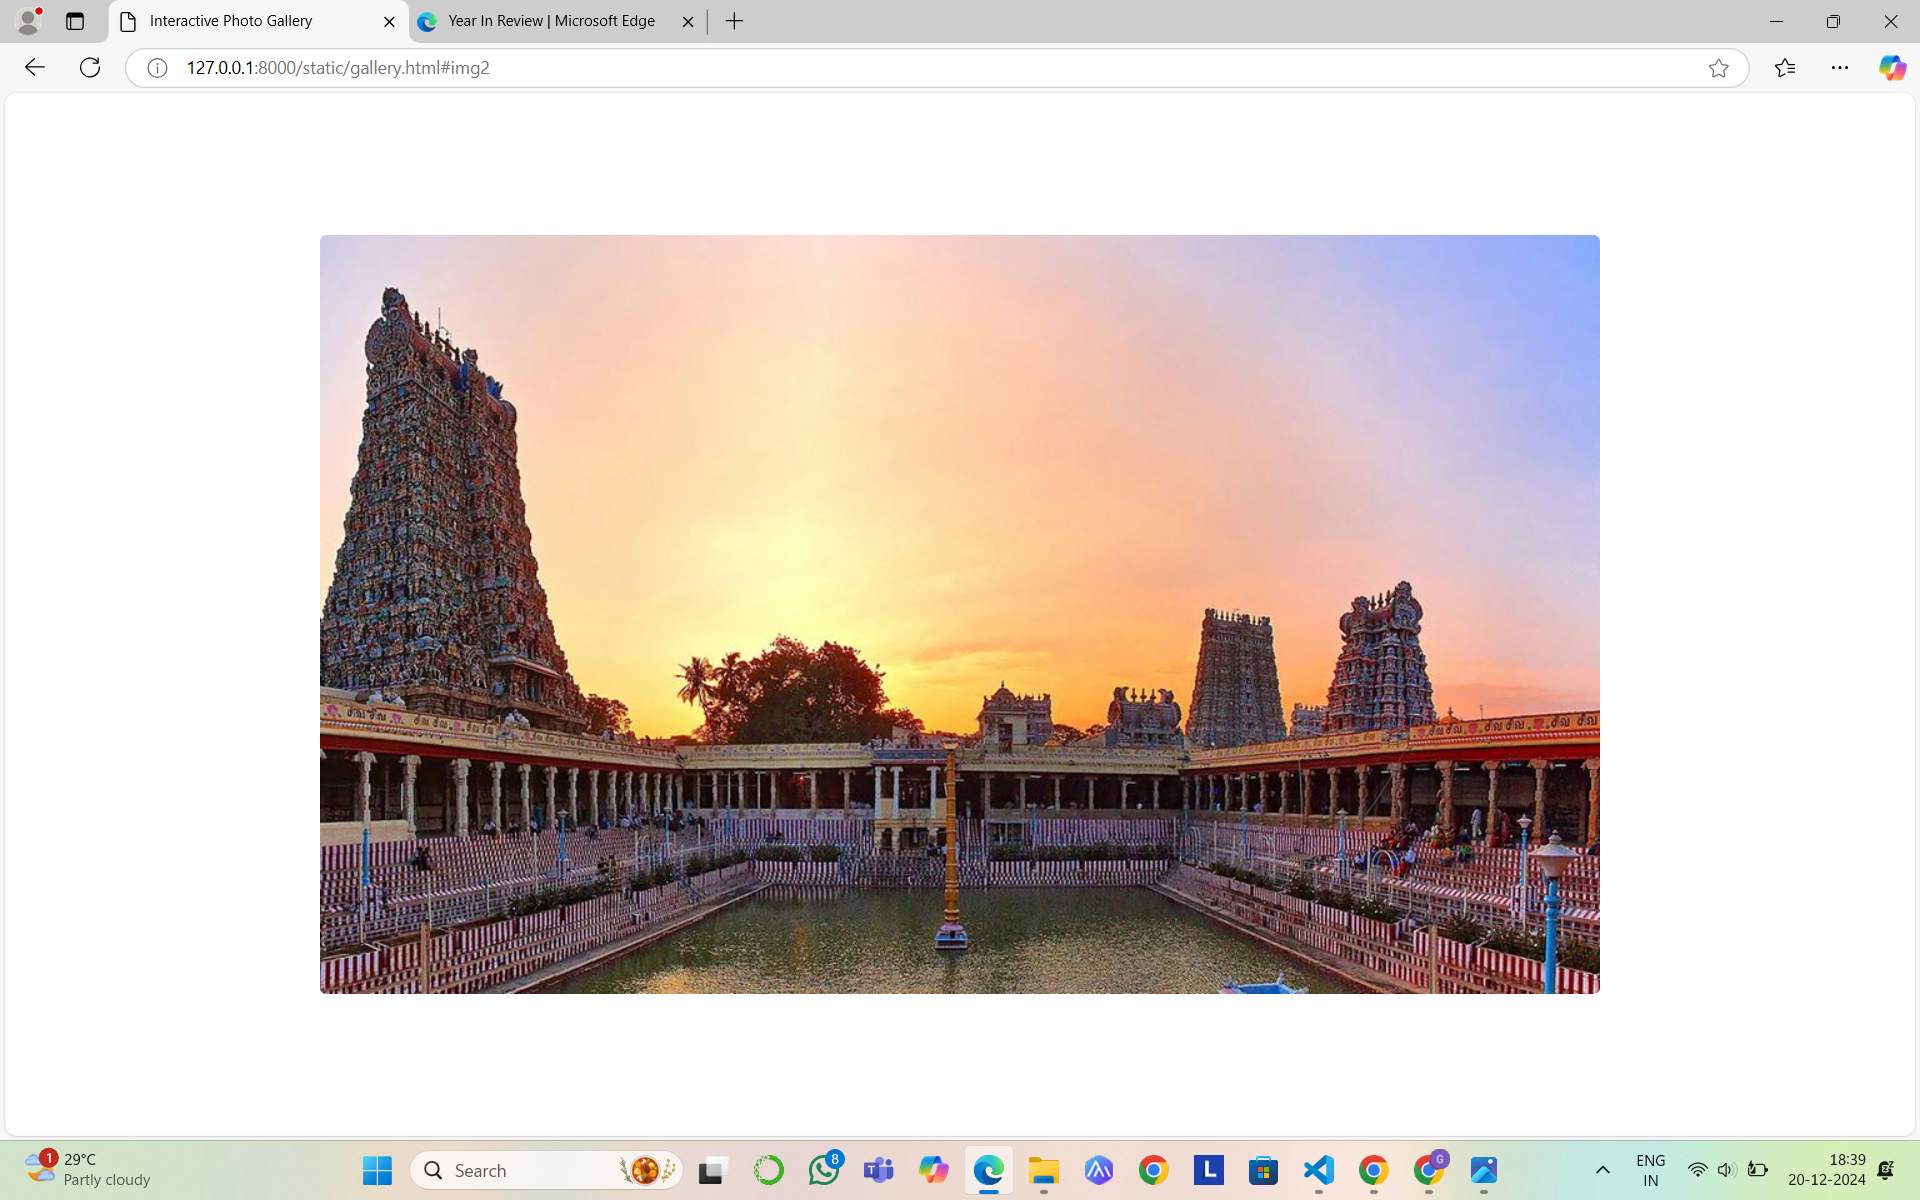 Interactive Photo Gallery
Year In Review | Microsoft Edge
127.0.0.1:8000/static/gallery.html#img2
சிவ சிவ
சிவ சிவ
சிவ சிவ
சிவ சிவ
சிவ சிவ
1
29°C
Partly cloudy
Search
8
L
G
ENG
IN
18:39
20-12-2024